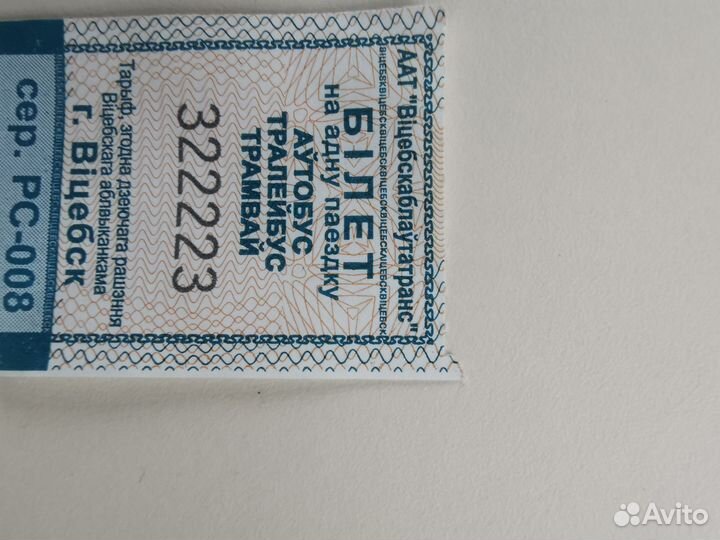 ААТ "Віцебскаблаўтатранс"
БІЛЕТ
на адну паездку
АЎТОБУС
ТРАЛЕЙБУС
ТРАМВАЙ
322223
Тарыф, згодна дзеючага рашэння
Віцебскага аблвыканкама
г. Віцебск
сер. РС-008
Avito